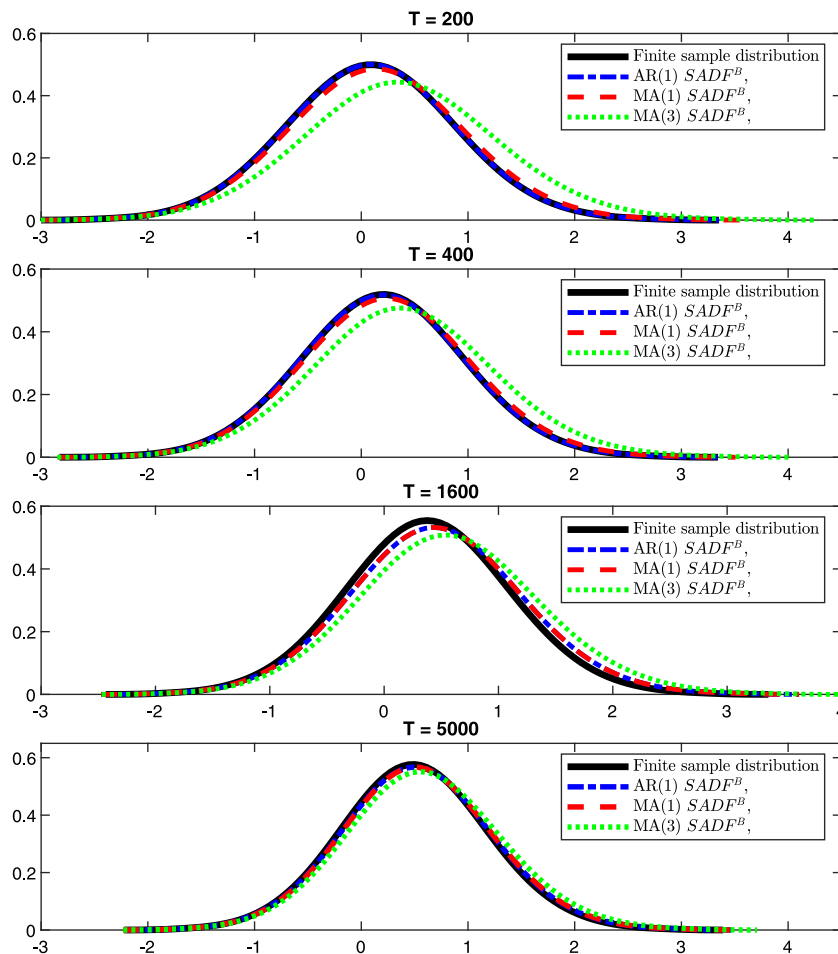 T = 200
0.6
0.4
0.2
0
-3 -2 -1 0 1 2 3 4
Finite sample distribution
AR(1) SADF^B,
MA(1) SADF^B,
MA(3) SADF^B,
T = 400
0.6
0.4
0.2
0
-3 -2 -1 0 1 2 3 4
Finite sample distribution
AR(1) SADF^B,
MA(1) SADF^B,
MA(3) SADF^B,
T = 1600
0.6
0.4
0.2
0
-3 -2 -1 0 1 2 3 4
Finite sample distribution
AR(1) SADF^B,
MA(1) SADF^B,
MA(3) SADF^B,
T = 5000
0.6
0.4
0.2
0
-3 -2 -1 0 1 2 3 4
Finite sample distribution
AR(1) SADF^B,
MA(1) SADF^B,
MA(3) SADF^B,